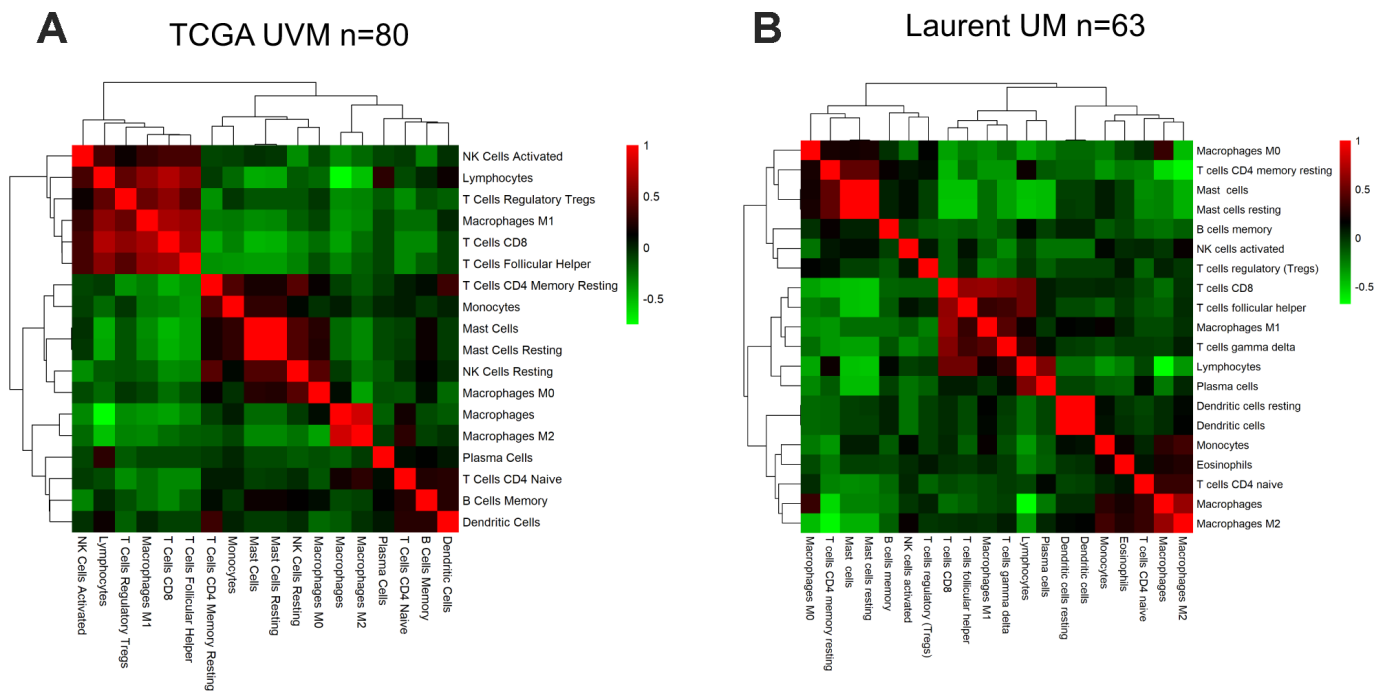 A
TCGA UVM n=80
1
0.5
0
-0.5
NK Cells Activated
Lymphocytes
T Cells Regulatory Tregs
Macrophages M1
T Cells CD8
T Cells Follicular Helper
T Cells CD4 Memory Resting
Monocytes
Mast Cells
Mast Cells Resting
NK Cells Resting
Macrophages M0
Macrophages
Macrophages M2
Plasma Cells
T Cells CD4 Naive
B Cells Memory
Dendritic Cells
NK Cells Activated
Lymphocytes
T Cells Regulatory Tregs
Macrophages M1
T Cells CD8
T Cells Follicular Helper
T Cells CD4 Memory Resting
Monocytes
Mast Cells
Mast Cells Resting
NK Cells Resting
Macrophages M0
Macrophages
Macrophages M2
Plasma Cells
T Cells CD4 Naive
B Cells Memory
Dendritic Cells
B
Laurent UM n=63
1
0.5
0
-0.5
Macrophages M0
T cells CD4 memory resting
Mast cells
Mast cells resting
B cells memory
NK cells activated
T cells regulatory (Tregs)
T cells CD8
T cells follicular helper
Macrophages M1
T cells gamma delta
Lymphocytes
Plasma cells
Dendritic cells resting
Dendritic cells
Monocytes
Eosinophils
T cells CD4 naive
Macrophages
Macrophages M2
Macrophages M0
T cells CD4 memory resting
Mast cells
Mast cells resting
B cells memory
NK cells activated
T cells regulatory (Tregs)
T cells CD8
T cells follicular helper
Macrophages M1
T cells gamma delta
Lymphocytes
Plasma cells
Dendritic cells resting
Dendritic cells
Monocytes
Eosinophils
T cells CD4 naive
Macrophages
Macrophages M2